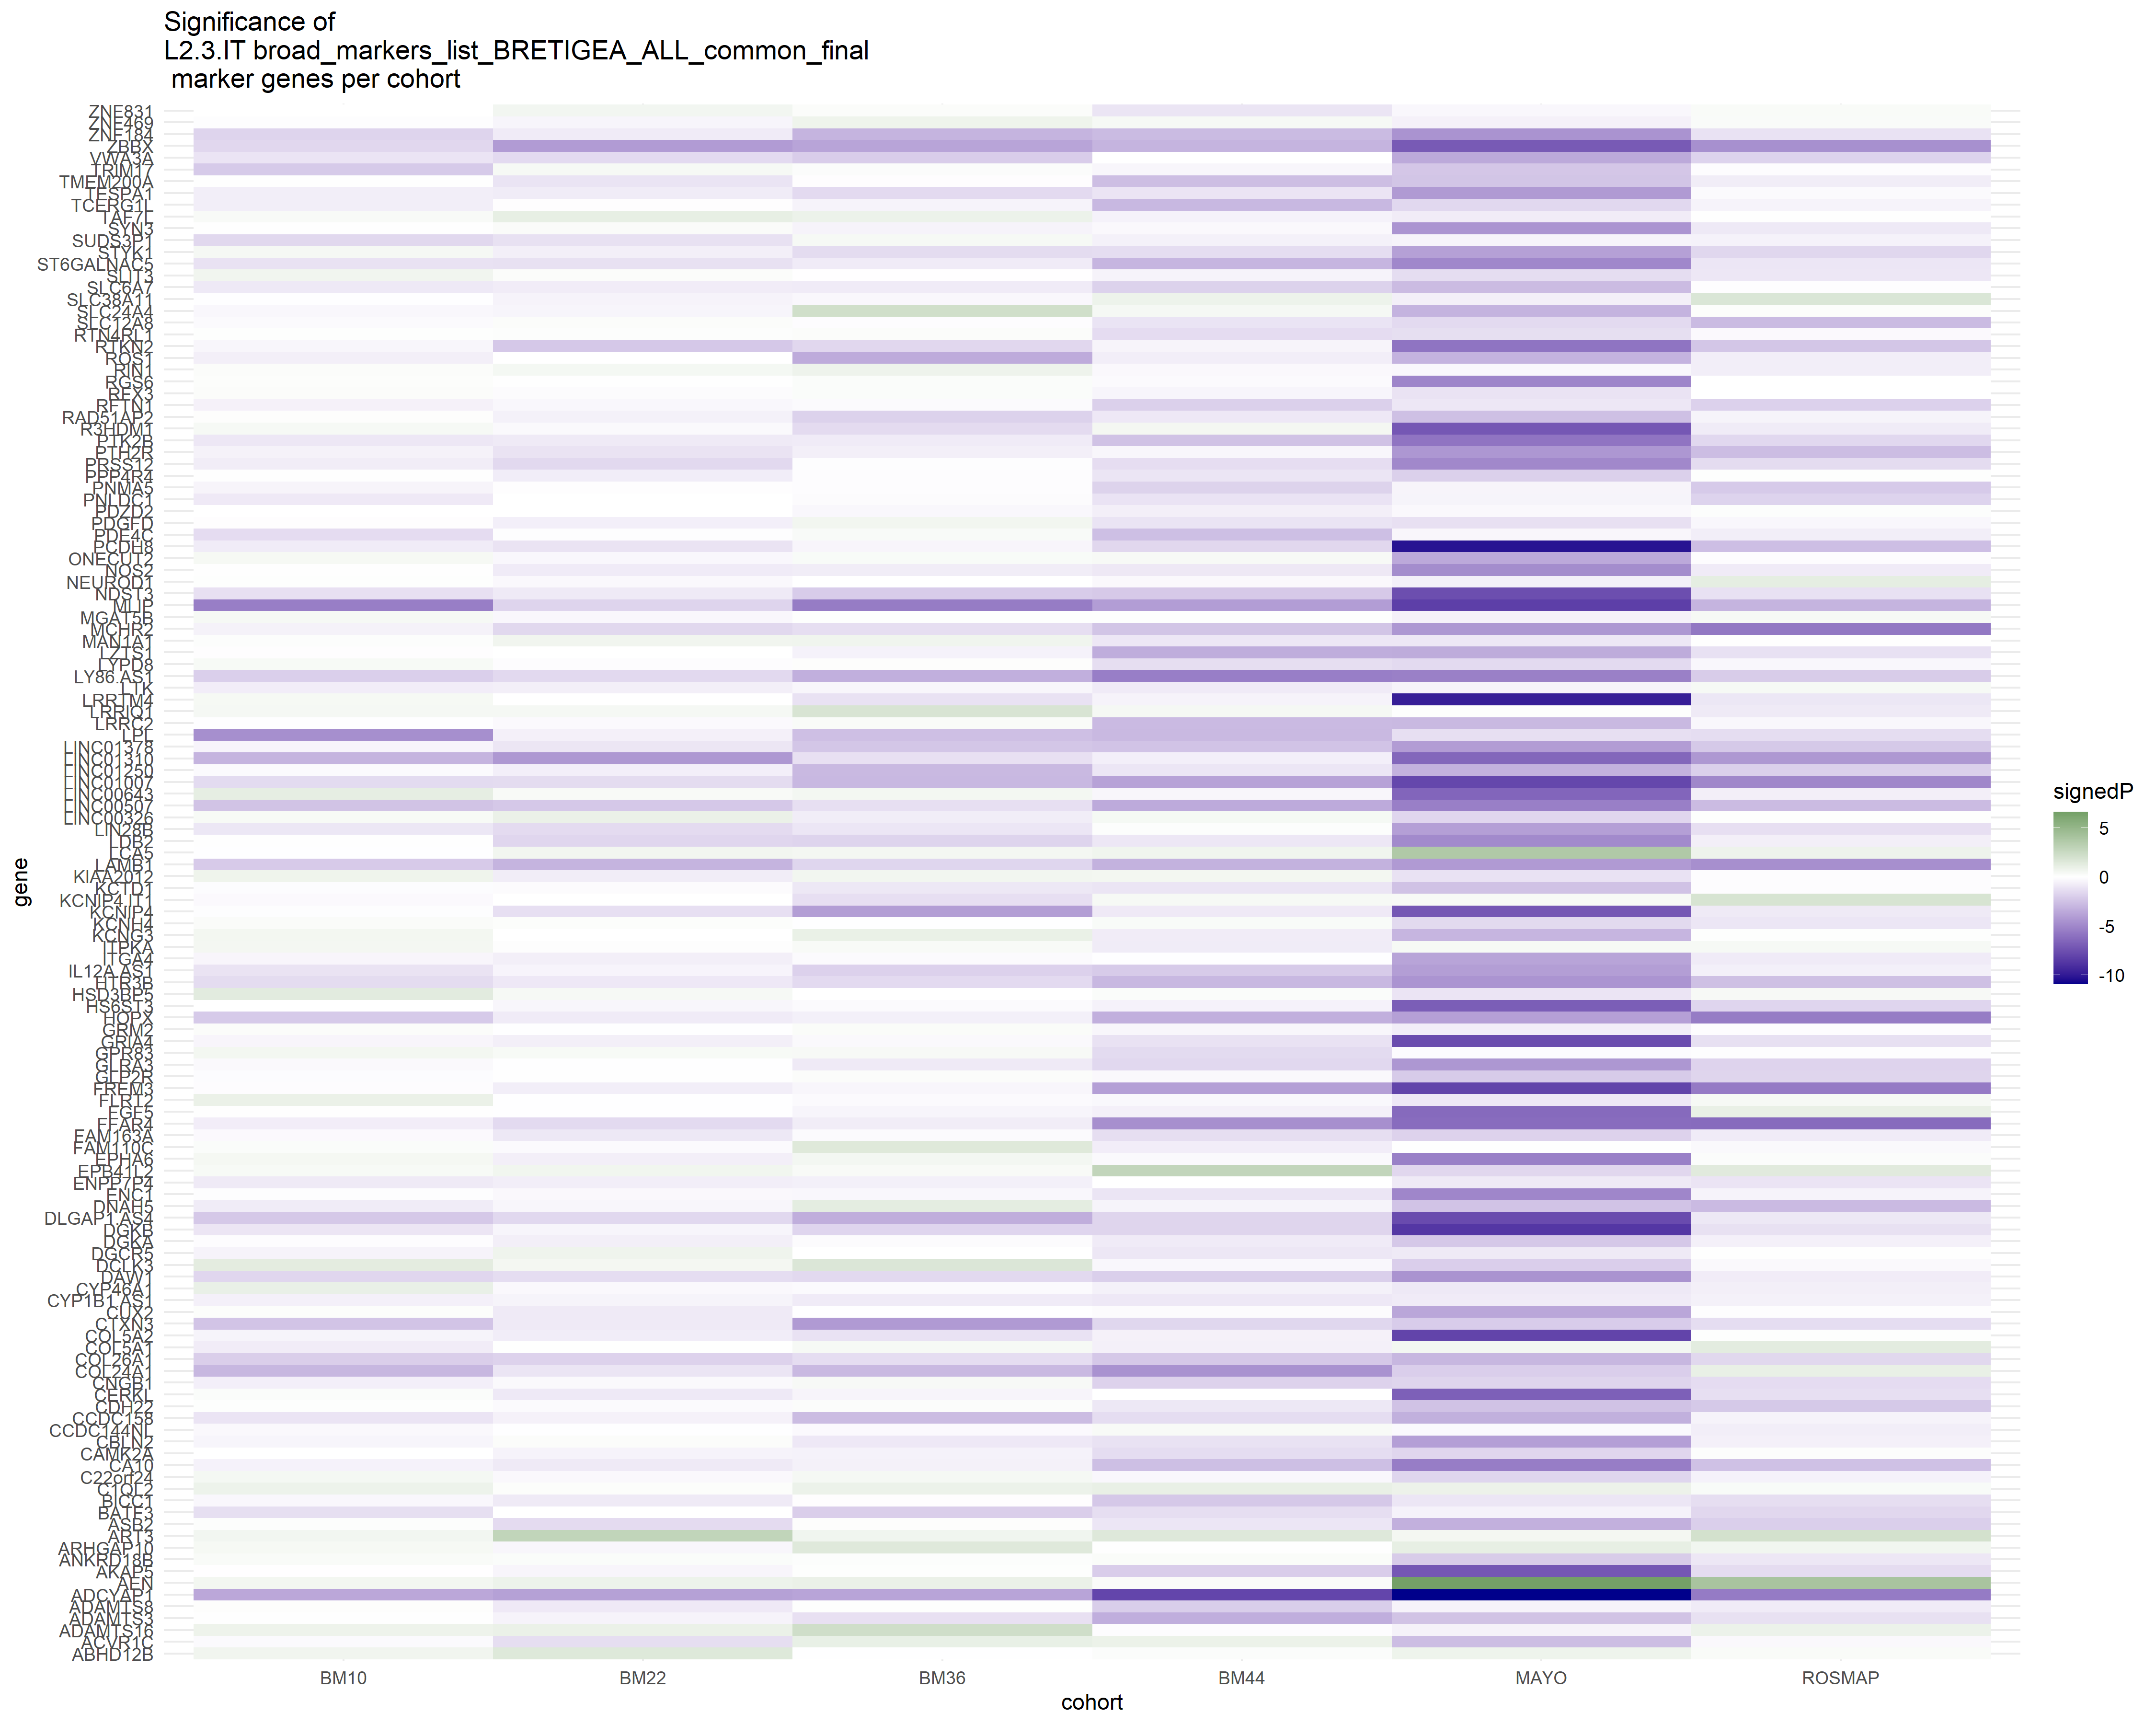 Significance of
L2.3.IT broad_markers_list_BRETIGEA_ALL_common_final
marker genes per cohort
ZNF831
ZNF469
ZNF184
ZBBX
VWA3A
TRIM17
TMEM200A
TESPA1
TCERG1L
TAF7L
SYN3
SUDS3P1
STYK1
ST6GALNAC5
SLIT3
SLC6A7
SLC38A11
SLC24A4
SLC12A8
RTN4RL1
RTKN2
ROS1
RIN1
RGS6
RFX3
RFTN1
RAD51AP2
R3HDM1
PTK2B
PTH2R
PRSS12
PPP4R4
PNMA5
PNLDC1
PDZD2
PDGFD
PDE4C
PCDH8
ONECUT2
NOS2
NEUROD1
NDST3
MLIP
MGAT5B
MCHR2
MAN1A1
LZTS1
LYPD8
LY86.AS1
LTK
LRRTM4
LRRIQ1
LRRC2
LPL
LINC01378
LINC01310
LINC01250
LINC01007
LINC00643
LINC00507
LINC00326
LIN28B
LDB2
LCA5
LAMB1
KIAA2012
KCTD1
KCNIP4.IT1
KCNIP4
KCNH4
KCNG3
ITPKA
ITGA4
IL12A.AS1
HTR3B
HSD3BP5
HS6ST3
HOPX
GRM2
GRIA4
GPR83
GLRA3
GLP2R
FREM3
FLRT2
FGF5
FFAR4
FAM163A
FAM110C
EPHA6
EPB41L2
ENPP7P4
ENC1
DNAH5
DLGAP1.AS4
DGKB
DGKA
DGCR5
DCLK3
DAW1
CYP46A1
CYP1B1.AS1
CUX2
CTXN3
COL5A2
COL5A1
COL26A1
COL24A1
CNGB1
CERKL
CDH22
CCDC158
CCDC144NL
CBLN2
CAMK2A
CA10
C22orf24
C1QL2
BICC1
BATF3
ASB2
ART3
ARHGAP10
ANKRD18B
AKAP5
AEN
ADCYAP1
ADAMTS8
ADAMTS3
ADAMTS16
ACVR1C
ABHD12B
gene
BM10 BM22 BM36 BM44 MAYO ROSMAP
cohort
signedP
5
0
-5
-10